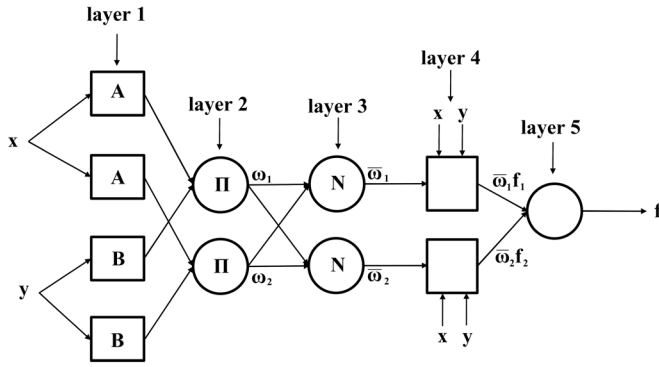 layer 1
layer 2
layer 3
layer 4
layer 5
x
y
A
A
B
B
Π
Π
ω₁
ω₂
N
N
ω̅₁
ω̅₂
x y
x y
ω̅₁f₁
ω̅₂f₂
f